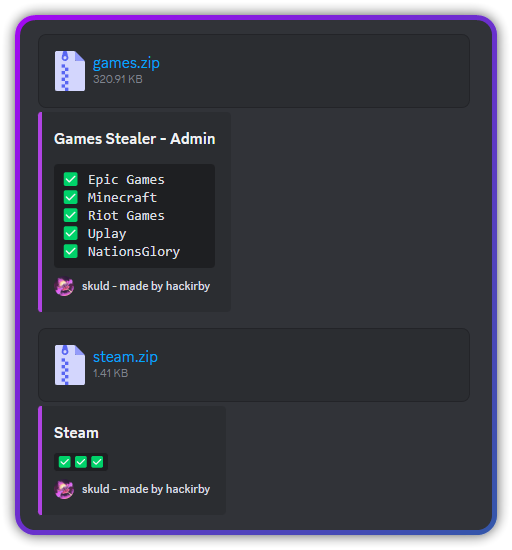 games.zip
320.91 KB
Games Stealer - Admin
✅ Epic Games
✅ Minecraft
✅ Riot Games
✅ Uplay
✅ NationsGlory
skuld - made by hackirby
steam.zip
1.41 KB
Steam
✅✅✅
skuld - made by hackirby